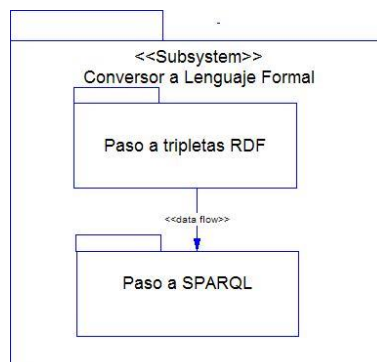 <<Subsystem>>
Conversor a Lenguaje Formal
Paso a tripletas RDF
<<data flow>>
Paso a SPARQL